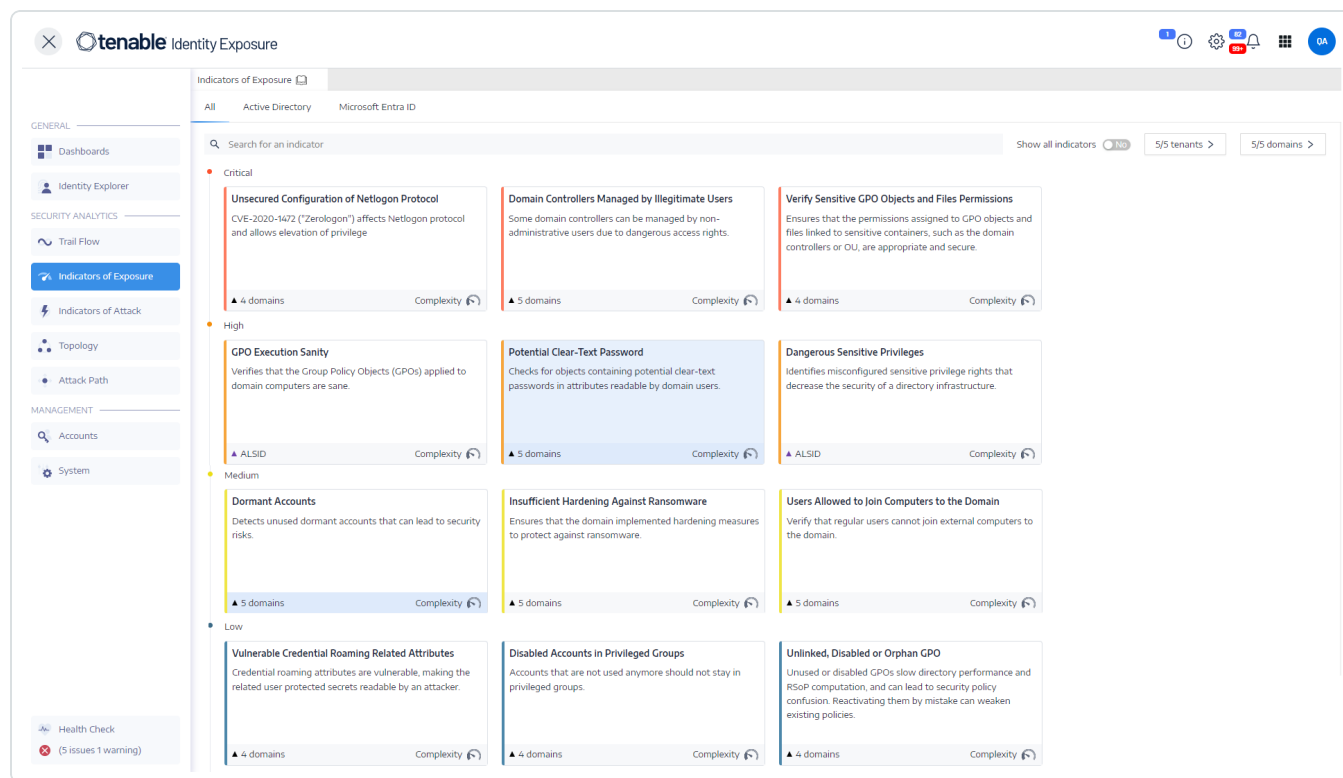 tenable Identity Exposure
1
62
99+
QA
Indicators of Exposure
All Active Directory Microsoft Entra ID
Search for an indicator
Show all indicators No
5/5 tenants
5/5 domains
GENERAL
Dashboards
Identity Explorer
SECURITY ANALYTICS
Trail Flow
Indicators of Exposure
Indicators of Attack
Topology
Attack Path
MANAGEMENT
Accounts
System
Health Check
(5 issues 1 warning)
Critical
Unsecured Configuration of Netlogon Protocol
CVE-2020-1472 ("Zerologon") affects Netlogon protocol
and allows elevation of privilege
4 domains Complexity
Domain Controllers Managed by Illegitimate Users
Some domain controllers can be managed by non-
administrative users due to dangerous access rights.
5 domains Complexity
Verify Sensitive GPO Objects and Files Permissions
Ensures that the permissions assigned to GPO objects and
files linked to sensitive containers, such as the domain
controllers or OU, are appropriate and secure.
4 domains Complexity
High
GPO Execution Sanity
Verifies that the Group Policy Objects (GPOs) applied to
domain computers are sane.
ALSID Complexity
Potential Clear-Text Password
Checks for objects containing potential clear-text
passwords in attributes readable by domain users.
5 domains Complexity
Dangerous Sensitive Privileges
Identifies misconfigured sensitive privilege rights that
decrease the security of a directory infrastructure.
ALSID Complexity
Medium
Dormant Accounts
Detects unused dormant accounts that can lead to security
risks.
5 domains Complexity
Insufficient Hardening Against Ransomware
Ensures that the domain implemented hardening measures
to protect against ransomware.
5 domains Complexity
Users Allowed to Join Computers to the Domain
Verify that regular users cannot join external computers to
the domain.
5 domains Complexity
Low
Vulnerable Credential Roaming Related Attributes
Credential roaming attributes are vulnerable, making the
related user protected secrets readable by an attacker.
4 domains Complexity
Disabled Accounts in Privileged Groups
Accounts that are not used anymore should not stay in
privileged groups.
4 domains Complexity
Unlinked, Disabled or Orphan GPO
Unused or disabled GPOs slow directory performance and
RSoP computation, and can lead to security policy
confusion. Reactivating them by mistake can weaken
existing policies.
4 domains Complexity